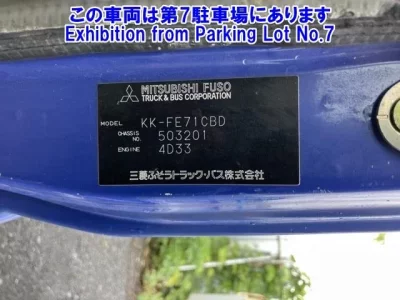 この車両は第7駐車場にあります
Exhibition from Parking Lot No.7
MITSUBISHI FUSO
TRUCK & BUS CORPORATION
MODEL KK-FE71CBD
CHASSIS NO. 503201
ENGINE 4D33
三菱ふそうトラック・バス株式会社